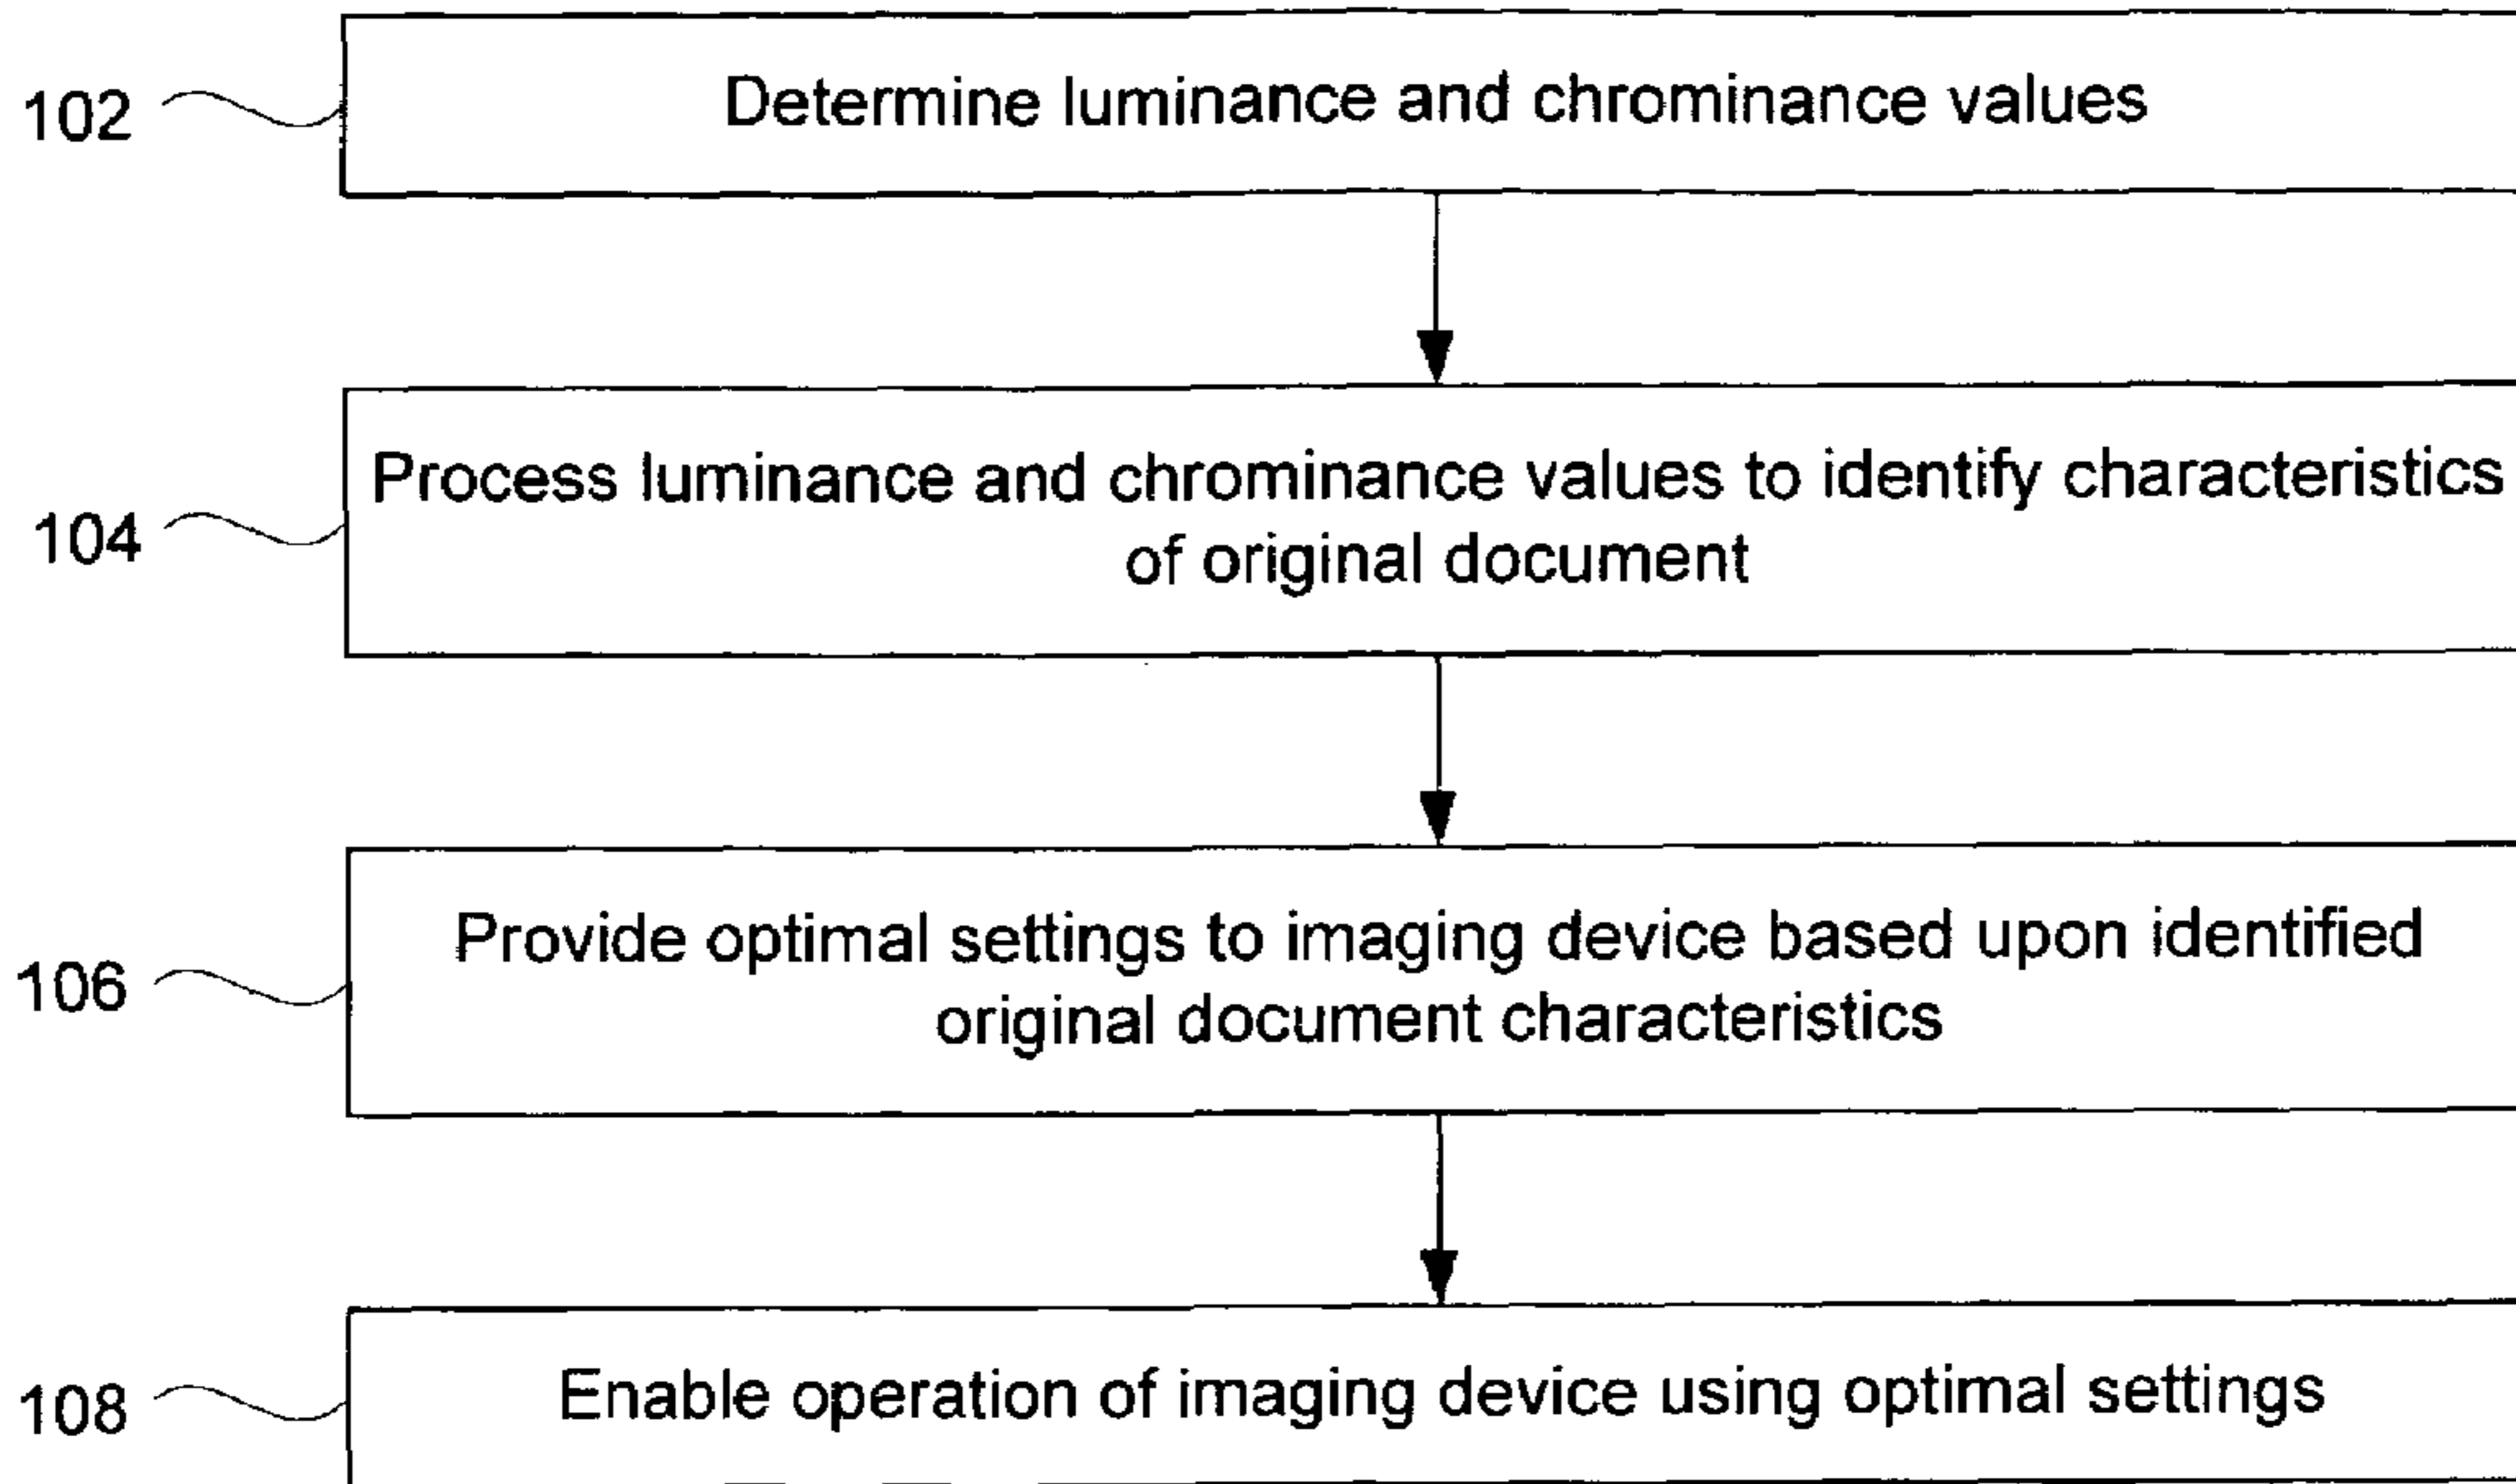 102
Determine luminance and chrominance values
104
Process luminance and chrominance values to identify characteristics
of original document
106
Provide optimal settings to imaging device based upon identified
original document characteristics
108
Enable operation of imaging device using optimal settings